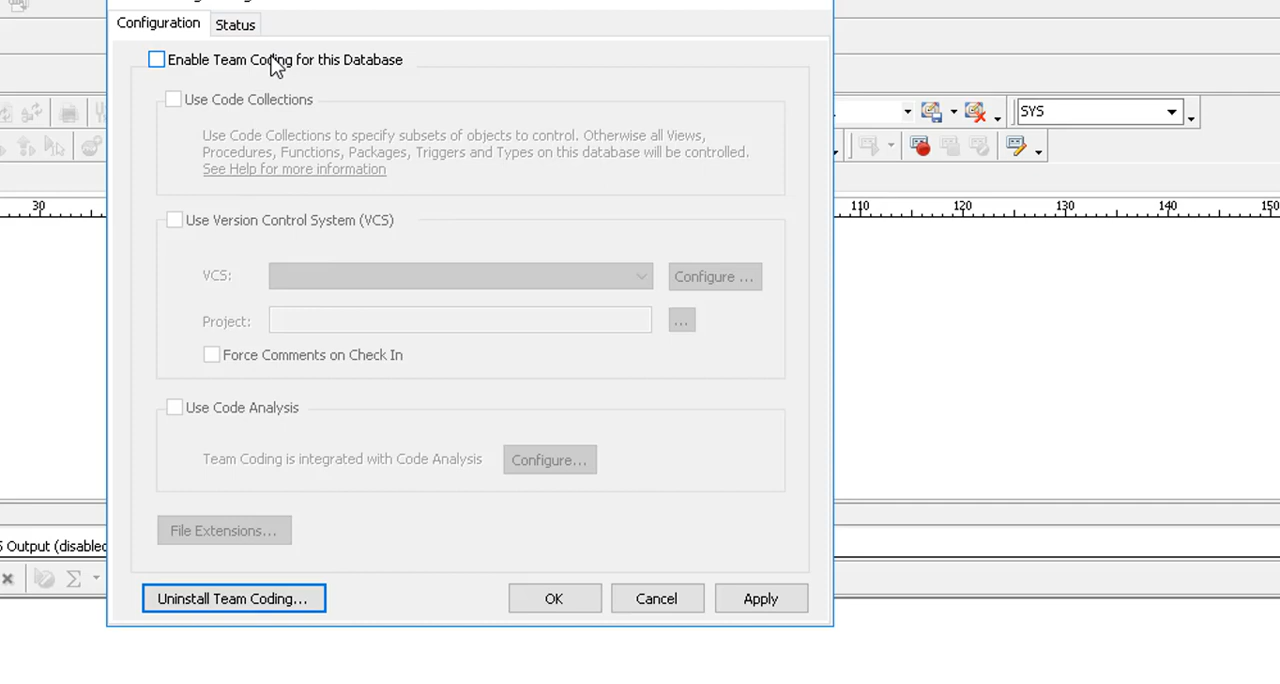 Configuration
Status
Enable Team Coding for this Database
Use Code Collections
SYS
Use Code Collections to specify subsets of objects to control. Otherwise all Views,
Procedures, Functions, Packages, Triggers and Types on this database will be controlled.
See Help for more information
30
110
120
130
140
150
Use Version Control System (VCS)
VCS:
Configure ...
Project:
...
Force Comments on Check In
Use Code Analysis
Team Coding is integrated with Code Analysis
Configure...
File Extensions...
Output (disabled
Uninstall Team Coding...
OK
Cancel
Apply